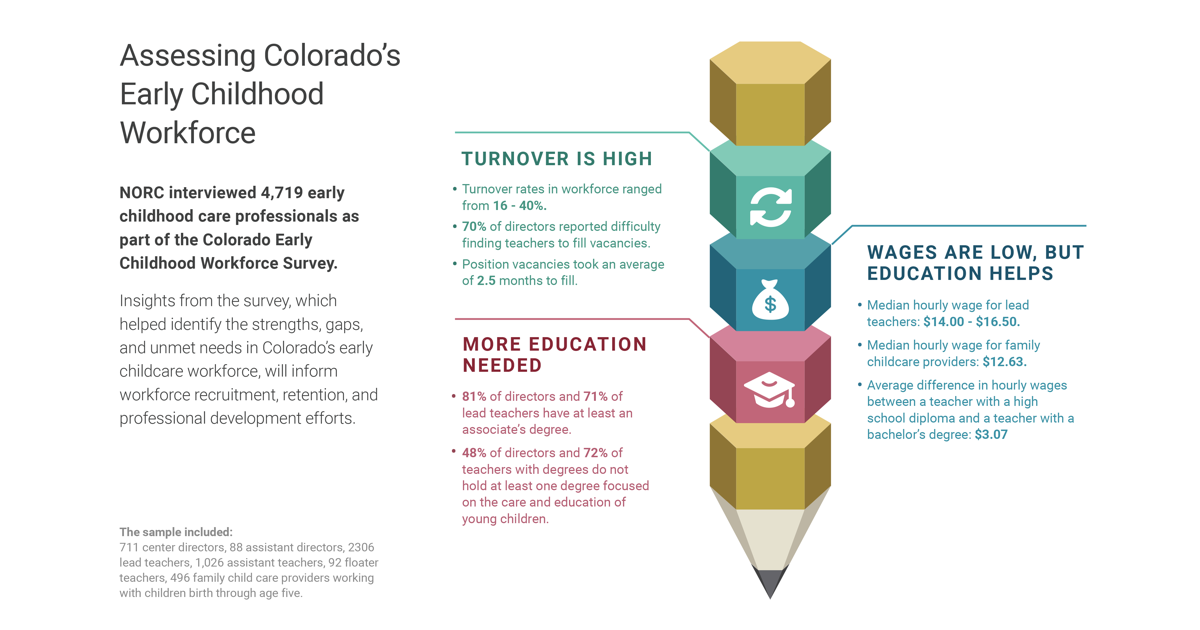 Assessing Colorado’s
Early Childhood
Workforce
NORC interviewed 4,719 early
childhood care professionals as
part of the Colorado Early
Childhood Workforce Survey.
Insights from the survey, which
helped identify the strengths, gaps,
and unmet needs in Colorado’s early
childcare workforce, will inform
workforce recruitment, retention, and
professional development efforts.
The sample included:
711 center directors, 88 assistant directors, 2306
lead teachers, 1,026 assistant teachers, 92 floater
teachers, 496 family child care providers working
with children birth through age five.
TURNOVER IS HIGH
• Turnover rates in workforce ranged
from 16 - 40%.
• 70% of directors reported difficulty
finding teachers to fill vacancies.
• Position vacancies took an average
of 2.5 months to fill.
MORE EDUCATION
NEEDED
• 81% of directors and 71% of
lead teachers have at least an
associate’s degree.
• 48% of directors and 72% of
teachers with degrees do not
hold at least one degree focused
on the care and education of
young children.
$
WAGES ARE LOW, BUT
EDUCATION HELPS
• Median hourly wage for lead
teachers: $14.00 - $16.50.
• Median hourly wage for family
childcare providers: $12.63.
• Average difference in hourly wages
between a teacher with a high
school diploma and a teacher with a
bachelor’s degree: $3.07